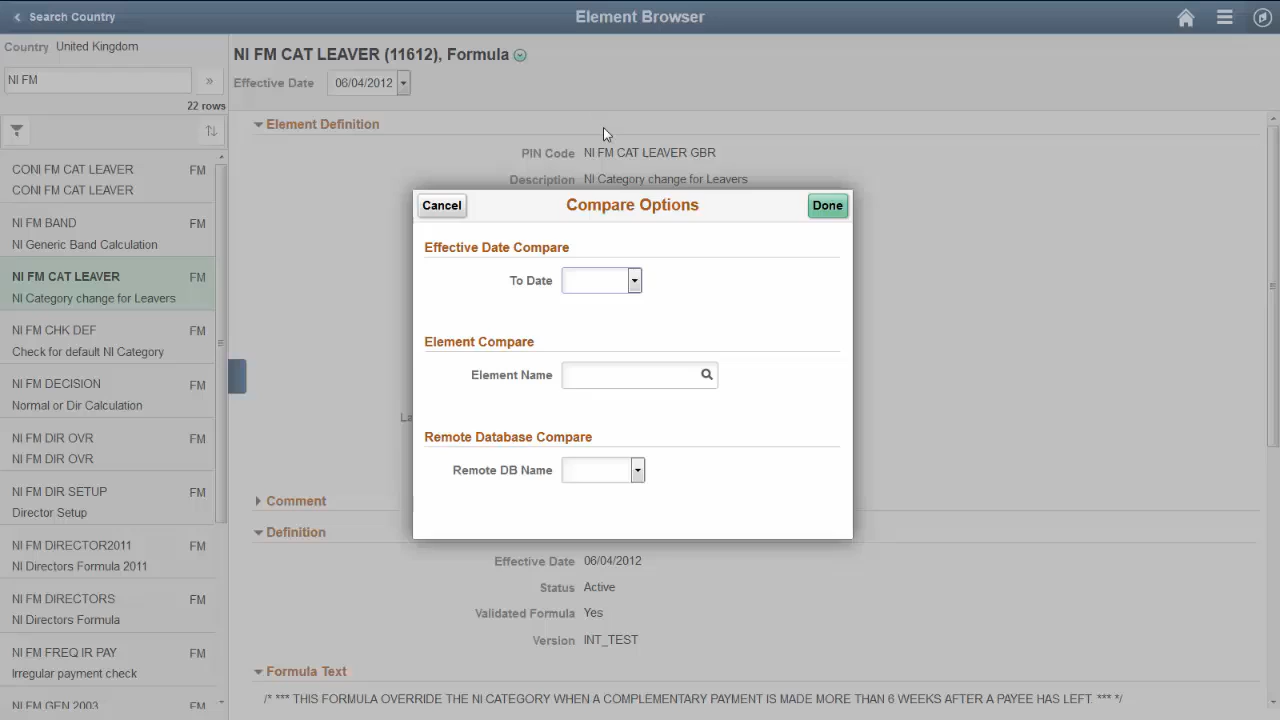 Search Country
Element Browser
Country United Kingdom
NI FM
»
22 rows
CONI FM CAT LEAVER FM
CONI FM CAT LEAVER
NI FM BAND FM
NI Generic Band Calculation
NI FM CAT LEAVER FM
NI Category change for Leavers
NI FM CHK DEF FM
Check for default NI Category
NI FM DECISION FM
Normal or Dir Calculation
NI FM DIR OVR FM
NI FM DIR OVR
NI FM DIR SETUP FM
Director Setup
NI FM DIRECTOR2011 FM
NI Directors Formula 2011
NI FM DIRECTORS FM
NI Directors Formula
NI FM FREQ IR PAY FM
Irregular payment check
NI FM GEN 2003 FM
NI FM CAT LEAVER (11612), Formula
Effective Date 06/04/2012
Element Definition
PIN Code NI FM CAT LEAVER GBR
Description NI Category change for Leavers
La
Cancel
Compare Options
Done
Effective Date Compare
To Date
Element Compare
Element Name
Remote Database Compare
Remote DB Name
Comment
Definition
Effective Date 06/04/2012
Status Active
Validated Formula Yes
Version INT_TEST
Formula Text
/* *** THIS FORMULA OVERRIDE THE NI CATEGORY WHEN A COMPLEMENTARY PAYMENT IS MADE MORE THAN 6 WEEKS AFTER A PAYEE HAS LEFT. *** */